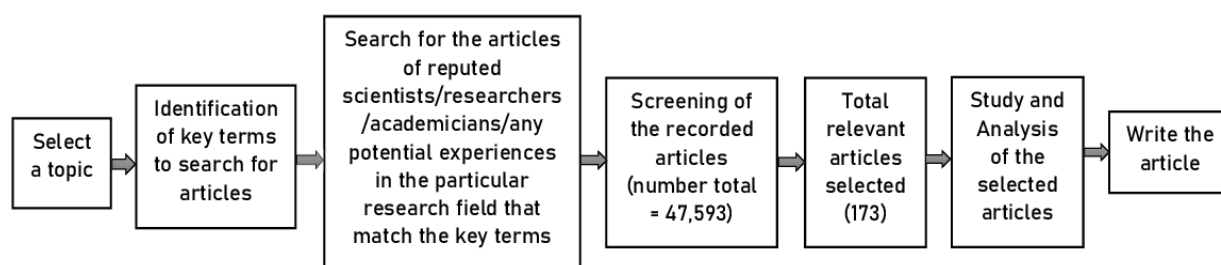 Select
a topic
Identification
of key terms
to search for
articles
Search for the articles
of reputed
scientists/researchers
/academicians/any
potential experiences
in the particular
research field that
match the key terms
Screening of
the recorded
articles
(number total
= 47,593)
Total
relevant
articles
selected
(173)
Study and
Analysis
of the
selected
articles
Write the
article